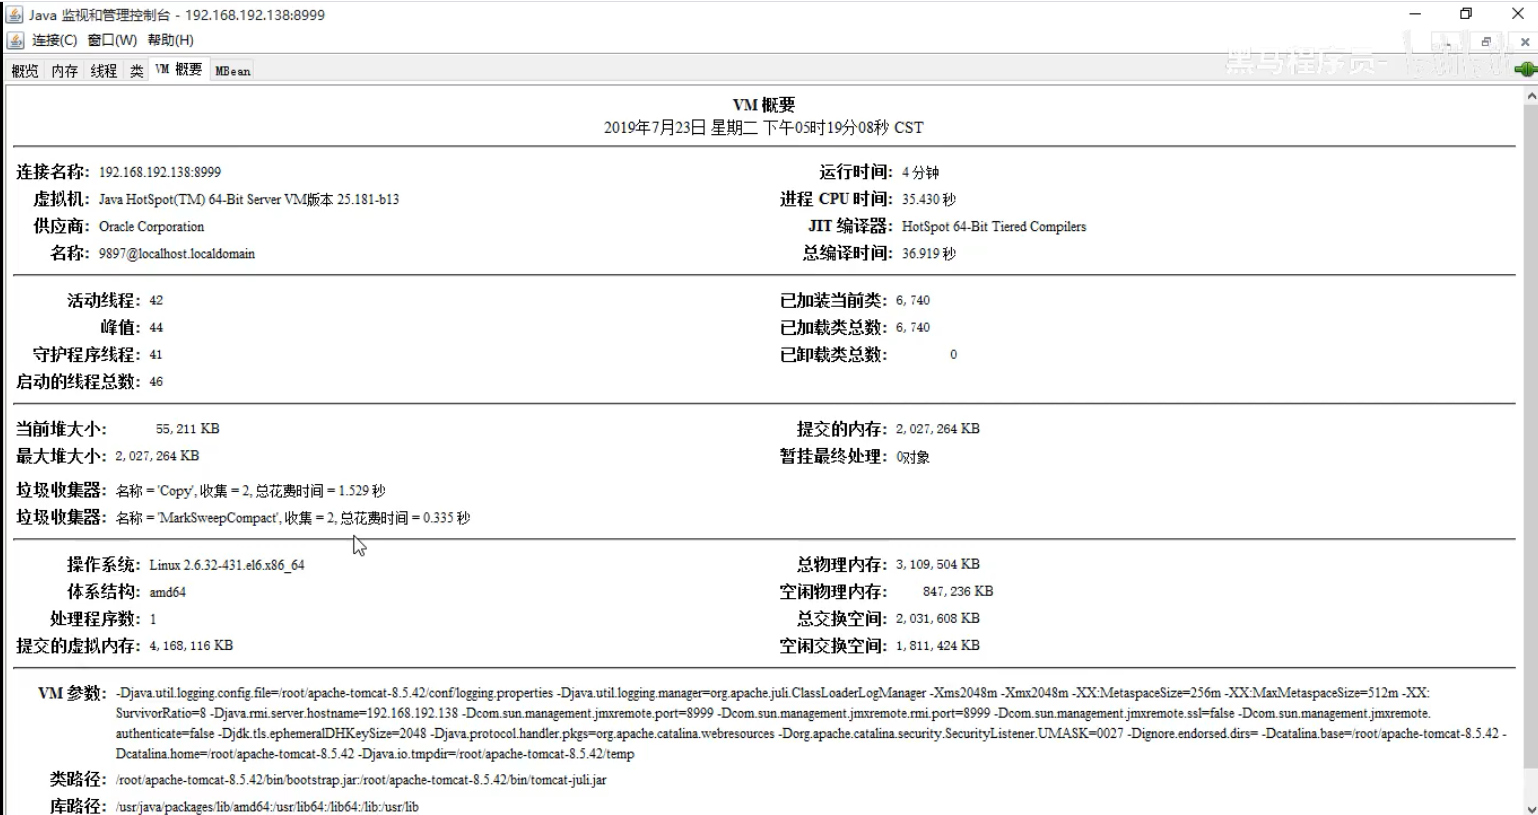 Java 监视和管理控制台 - 192.168.192.138:8999
连接(C) 窗口(W) 帮助(H)
黑马程序员-
概览 内存 线程 类 VM 概要 MBean
VM 概要
2019年7月23日 星期二 下午05时19分08秒 CST
连接名称: 192.168.192.138:8999 运行时间: 4 分钟
虚拟机: Java HotSpot(TM) 64-Bit Server VM版本 25.181-b13 进程 CPU 时间: 35.430 秒
供应商: Oracle Corporation JIT 编译器: HotSpot 64-Bit Tiered Compilers
名称: 9897@localhost.localdomain 总编译时间: 36.919 秒
活动线程: 42 已加装当前类: 6, 740
峰值: 44 已加载类总数: 6, 740
守护程序线程: 41 已卸载类总数: 0
启动的线程总数: 46
当前堆大小: 55, 211 KB 提交的内存: 2, 027, 264 KB
最大堆大小: 2, 027, 264 KB 暂挂最终处理: 0对象
垃圾收集器: 名称 = 'Copy', 收集 = 2, 总花费时间 = 1.529 秒
垃圾收集器: 名称 = 'MarkSweepCompact', 收集 = 2, 总花费时间 = 0.335 秒
操作系统: Linux 2.6.32-431.el6.x86_64 总物理内存: 3, 109, 504 KB
体系结构: amd64 空闲物理内存: 847, 236 KB
处理程序数: 1 总交换空间: 2, 031, 608 KB
提交的虚拟内存: 4, 168, 116 KB 空闲交换空间: 1, 811, 424 KB
VM 参数: -Djava.util.logging.config.file=/root/apache-tomcat-8.5.42/conf/logging.properties -Djava.util.logging.manager=org.apache.juli.ClassLoaderLogManager -Xms2048m -Xmx2048m -XX:MetaspaceSize=256m -XX:MaxMetaspaceSize=512m -XX:
SurvivorRatio=8 -Djava.rmi.server.hostname=192.168.192.138 -Dcom.sun.management.jmxremote.port=8999 -Dcom.sun.management.jmxremote.rmi.port=8999 -Dcom.sun.management.jmxremote.ssl=false -Dcom.sun.management.jmxremote.
authenticate=false -Djdk.tls.ephemeralDHKeySize=2048 -Djava.protocol.handler.pkgs=org.apache.catalina.webresources -Dorg.apache.catalina.security.SecurityListener.UMASK=0027 -Dignore.endorsed.dirs= -Dcatalina.base=/root/apache-tomcat-8.5.42 -
Dcatalina.home=/root/apache-tomcat-8.5.42 -Djava.io.tmpdir=/root/apache-tomcat-8.5.42/temp
类路径: /root/apache-tomcat-8.5.42/bin/bootstrap.jar:/root/apache-tomcat-8.5.42/bin/tomcat-juli.jar
库路径: /usr/java/packages/lib/amd64:/usr/lib64:/lib64:/lib:/usr/lib